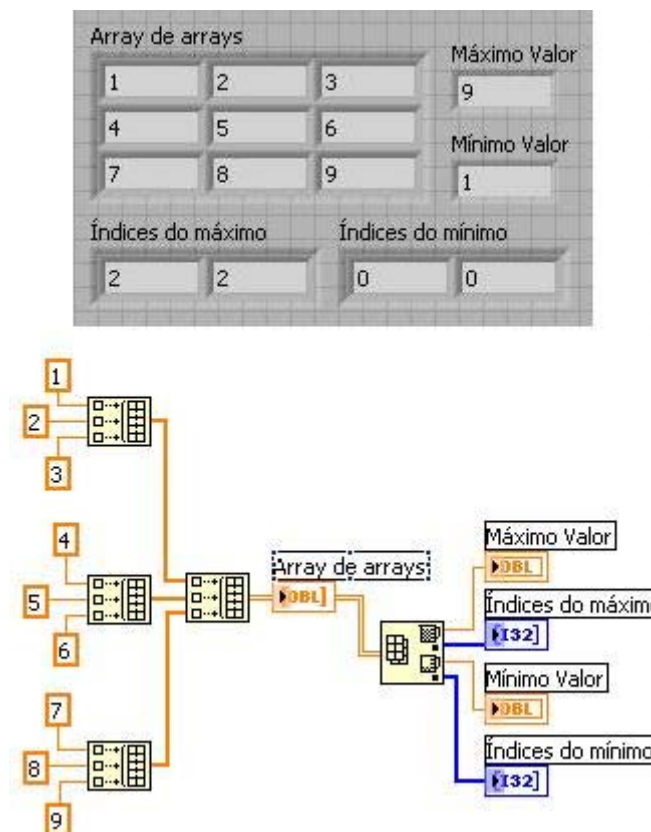 Array de arrays
Máximo Valor
1 2 3
9
4 5 6
Mínimo Valor
7 8 9
1
Índices do máximo Índices do mínimo
2 2 0 0
1
2
3
4
5
6
7
8
9
Array de arrays
DBL]
Máximo Valor
DBL
Índices do máximo
[I32]
Mínimo Valor
DBL
Índices do mínimo
[I32]